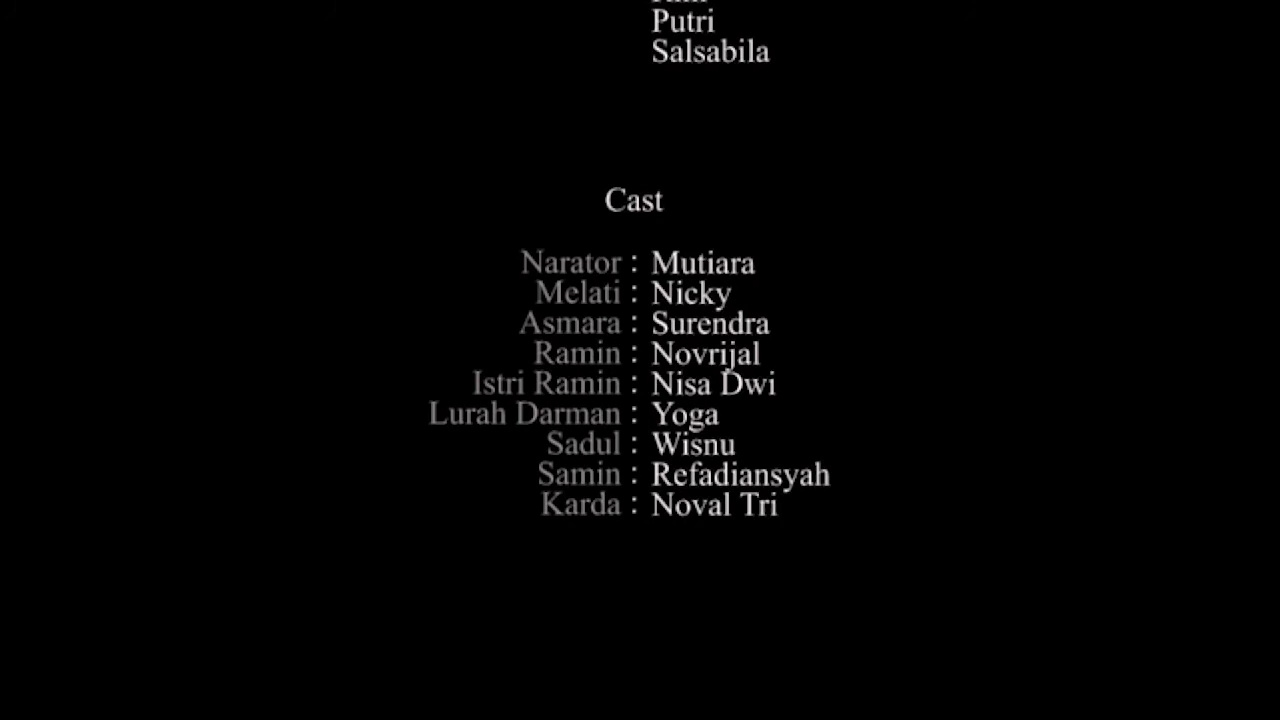 Putri
Salsabila
Cast
Narator : Mutiara
Melati : Nicky
Asmara : Surendra
Ramin : Novrijal
Istri Ramin : Nisa Dwi
Lurah Darman : Yoga
Sadul : Wisnu
Samin : Refadiansyah
Karda : Noval Tri